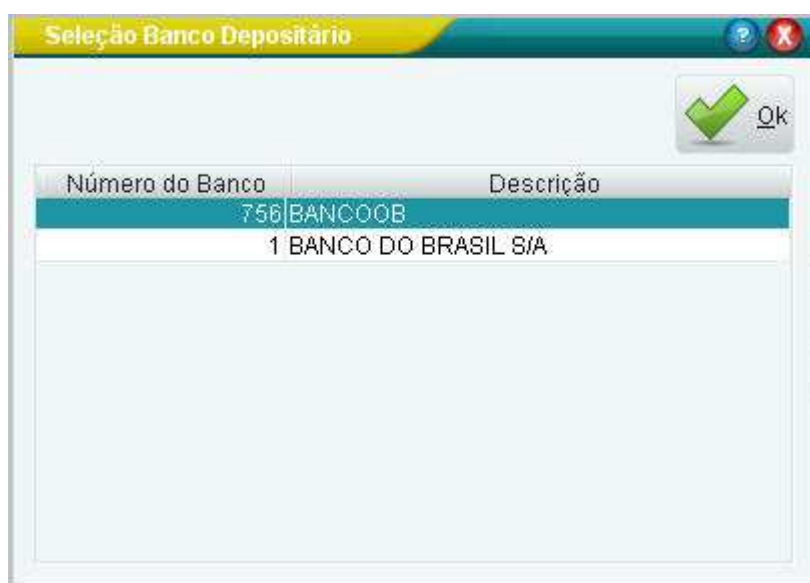 Seleção Banco Depositário
?
X
Ok
Número do Banco Descrição
756 BANCOOB
1 BANCO DO BRASIL S/A